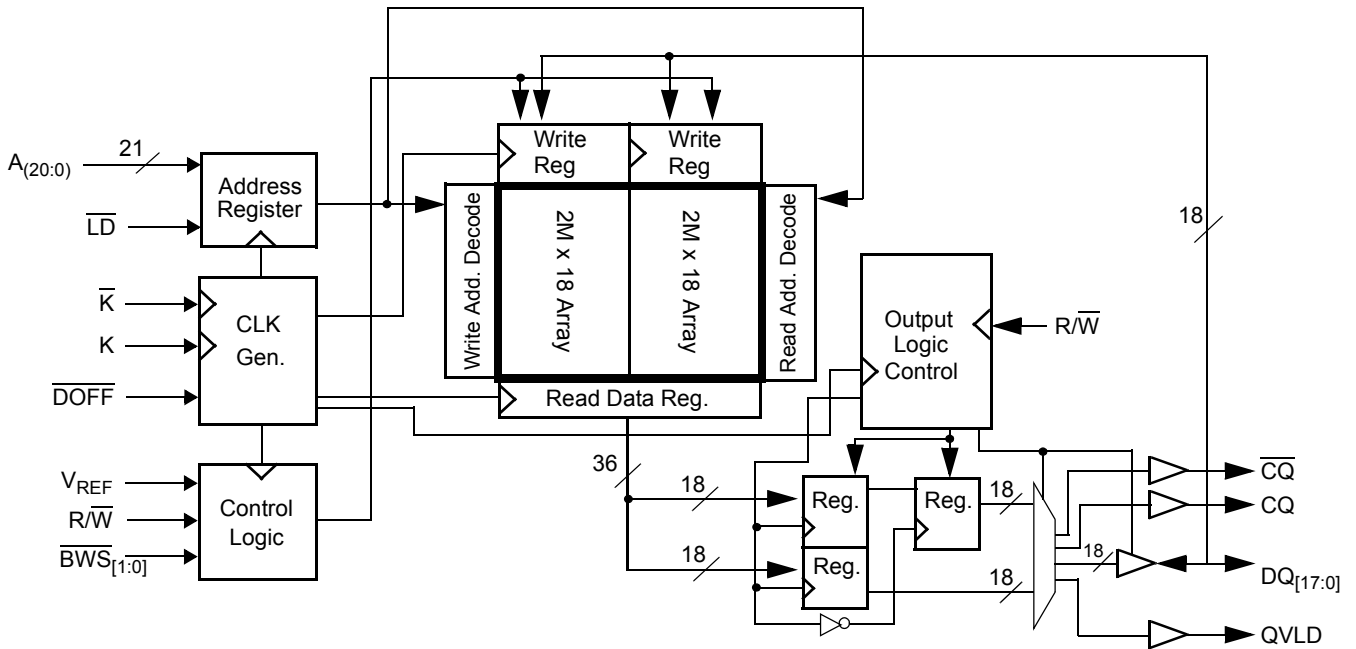 18
21
A(20:0)
LD
Address
Register
K
K
DOFF
CLK
Gen.
VREF
R/W
BWS[1:0]
Control
Logic
Write
Reg
Write
Reg
Write Add. Decode
2M x 18 Array
2M x 18 Array
Read Add. Decode
Read Data Reg.
18
Output
Logic
Control
R/W
36
18
18
Reg.
Reg.
Reg.
18
18
18
CQ
CQ
DQ[17:0]
QVLD